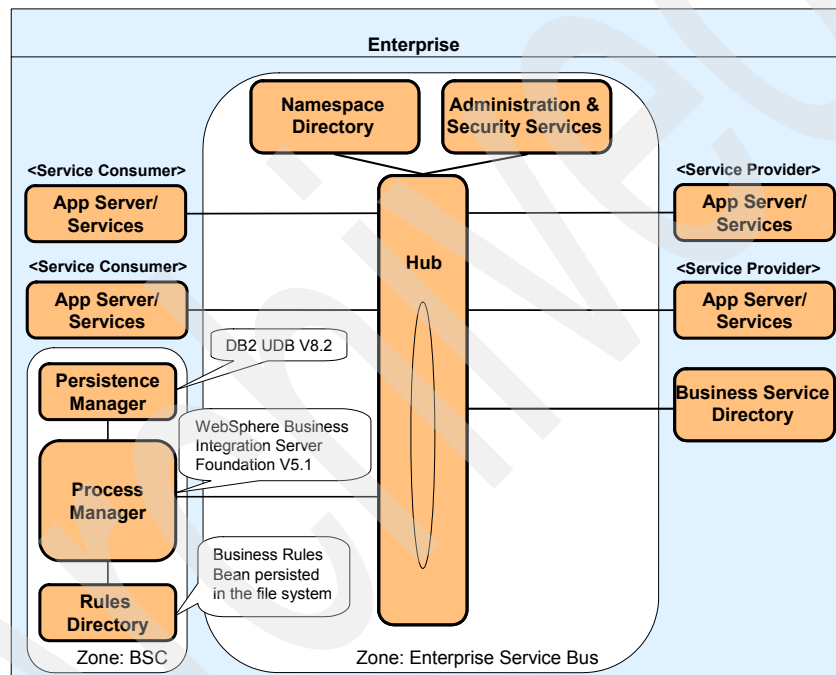 Enterprise
Namespace
Directory
Administration &
Security Services
<Service Consumer>
App Server/
Services
<Service Provider>
App Server/
Services
Hub
<Service Consumer>
App Server/
Services
<Service Provider>
App Server/
Services
DB2 UDB V8.2
Persistence
Manager
Business Service
Directory
WebSphere Business
Integration Server
Foundation V5.1
Process
Manager
Business Rules
Bean persisted
in the file system
Rules
Directory
Zone: BSC
Zone: Enterprise Service Bus